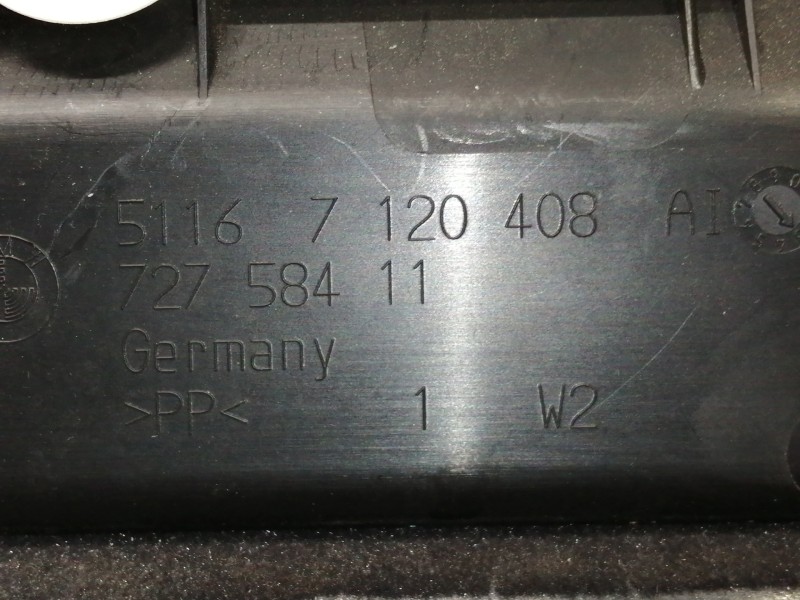 5116 7 120 408 AI
727 584 11
Germany
>PP< 1 W2